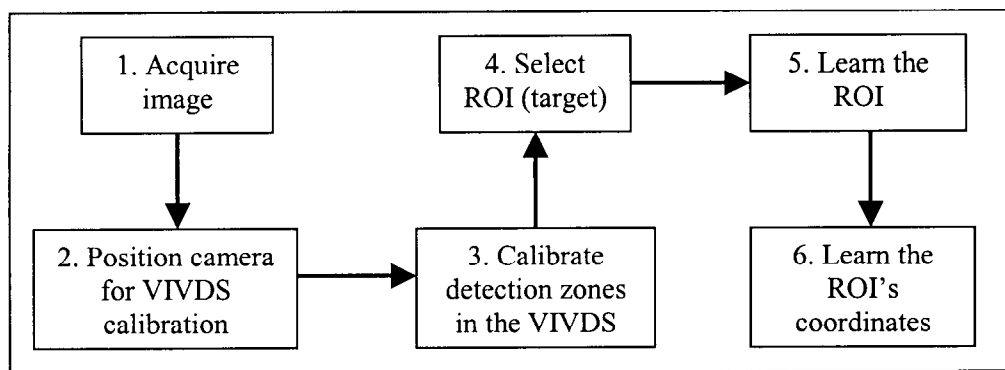 1. Acquire
image
2. Position camera
for VIVDS
calibration
3. Calibrate
detection zones
in the VIVDS
4. Select
ROI (target)
5. Learn the
ROI
6. Learn the
ROI's
coordinates